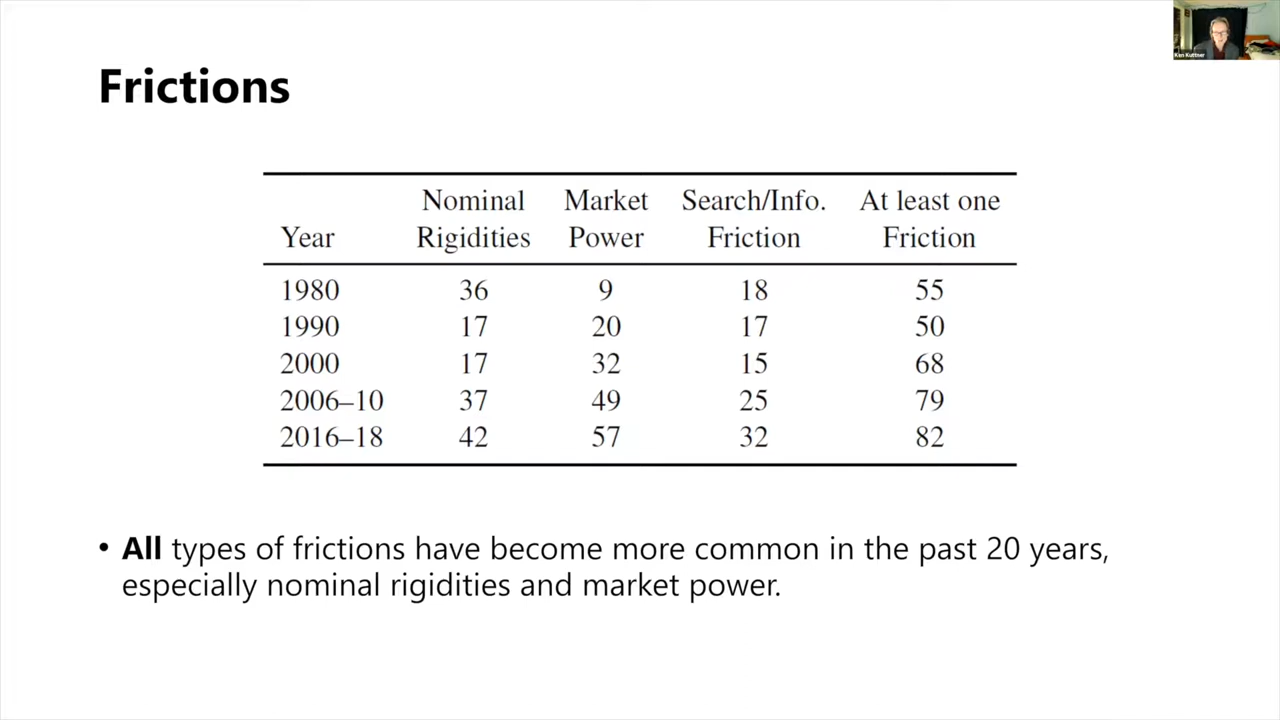 Frictions
Ken Kuttner
Nominal Market Search/Info. At least one
Year Rigidities Power Friction Friction
1980 36 9 18 55
1990 17 20 17 50
2000 17 32 15 68
2006–10 37 49 25 79
2016–18 42 57 32 82
• All types of frictions have become more common in the past 20 years,
especially nominal rigidities and market power.